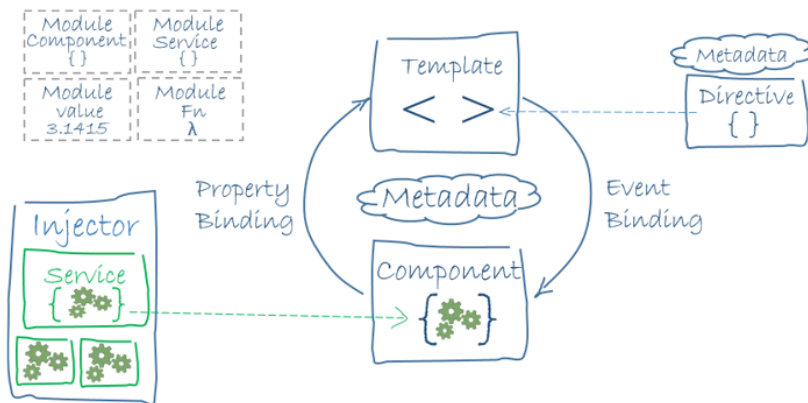 Module
Component
{ }
Module
Service
{ }
Module
value
3.1415
Module
Fn
λ
Template
< >
Metadata
Directive
{ }
Property
Binding
Metadata
Event
Binding
Injector
Service
{ }
Component
{ }